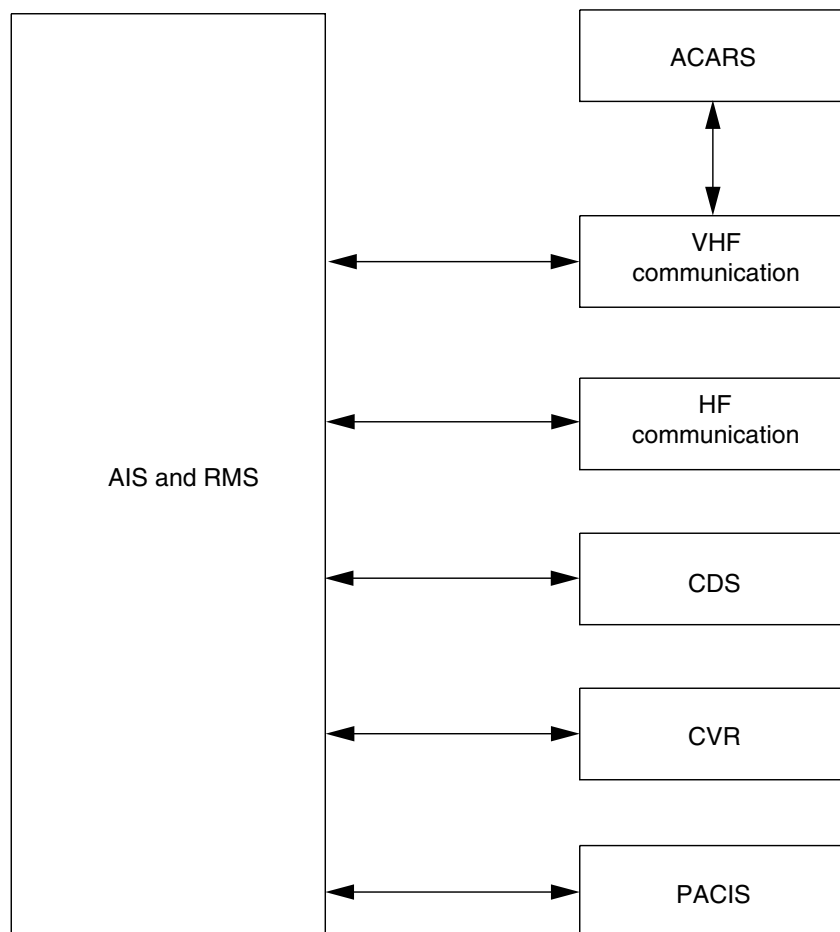 ACARS
VHF
communication
HF
communication
AIS and RMS
CDS
CVR
PACIS